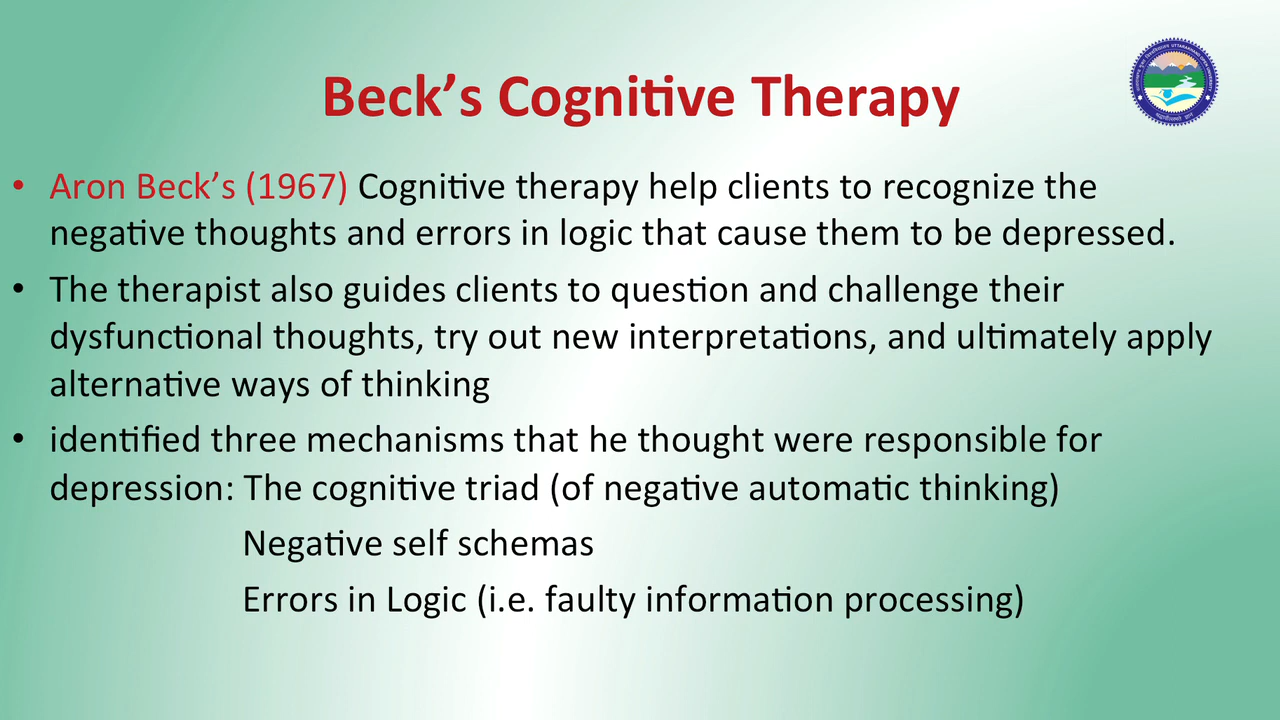 Beck’s Cognitive Therapy
• Aron Beck’s (1967) Cognitive therapy help clients to recognize the
negative thoughts and errors in logic that cause them to be depressed.
• The therapist also guides clients to question and challenge their
dysfunctional thoughts, try out new interpretations, and ultimately apply
alternative ways of thinking
• identified three mechanisms that he thought were responsible for
depression: The cognitive triad (of negative automatic thinking)
Negative self schemas
Errors in Logic (i.e. faulty information processing)